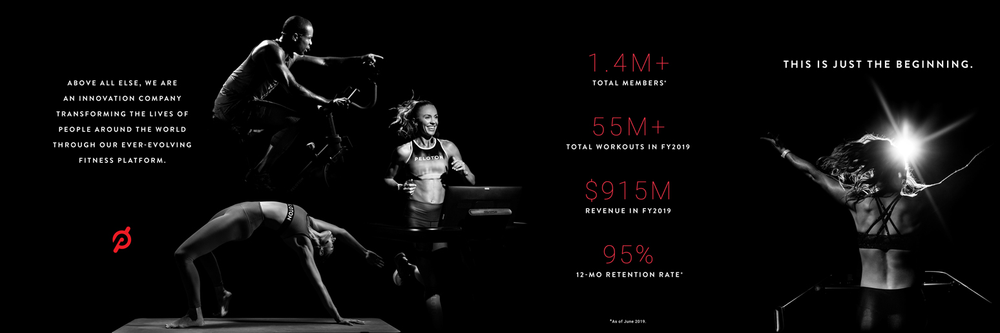 ABOVE ALL ELSE, WE ARE
AN INNOVATION COMPANY
TRANSFORMING THE LIVES OF
PEOPLE AROUND THE WORLD
THROUGH OUR EVER-EVOLVING
FITNESS PLATFORM.
PELOTON
LOTON
1.4M+
TOTAL MEMBERS*
55M+
TOTAL WORKOUTS IN FY2019
$915M
REVENUE IN FY2019
95%
12-MO RETENTION RATE*
*As of June 2019.
THIS IS JUST THE BEGINNING.